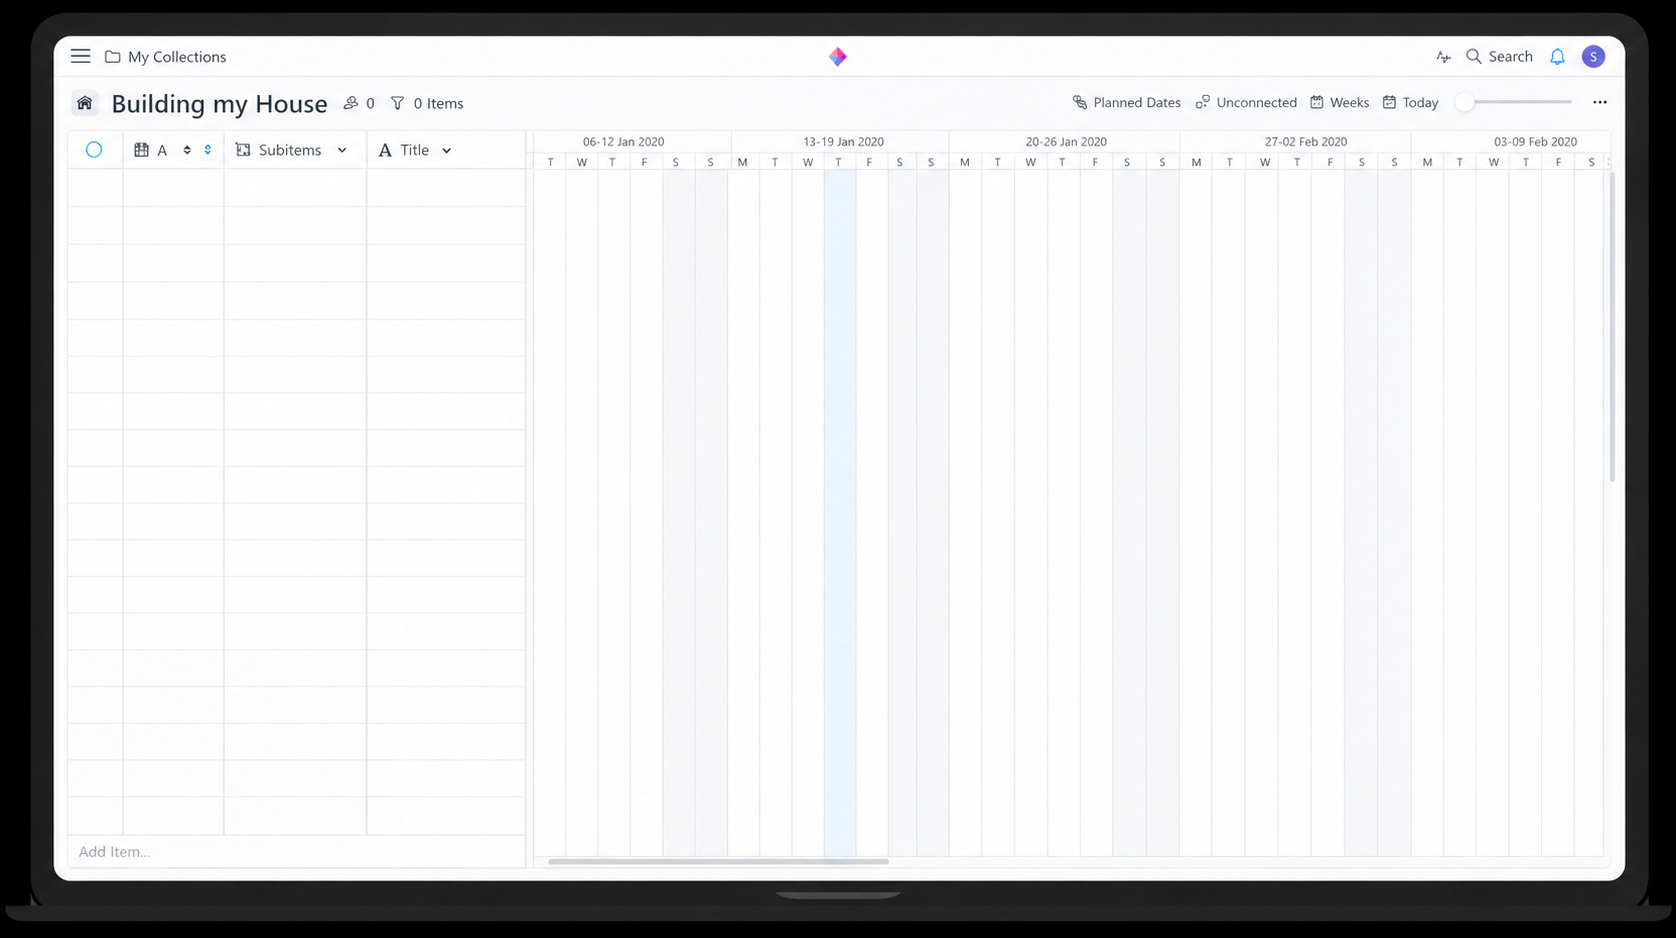 My Collections
Search
S
Building my House 0 0 Items
Planned Dates Unconnected Weeks Today
A Subitems Title
06-12 Jan 2020 13-19 Jan 2020 20-26 Jan 2020 27-02 Feb 2020 03-09 Feb 2020
T W T F S S M T W T F S S M T W T F S S M T W T F S S M T W T F S
Add Item...